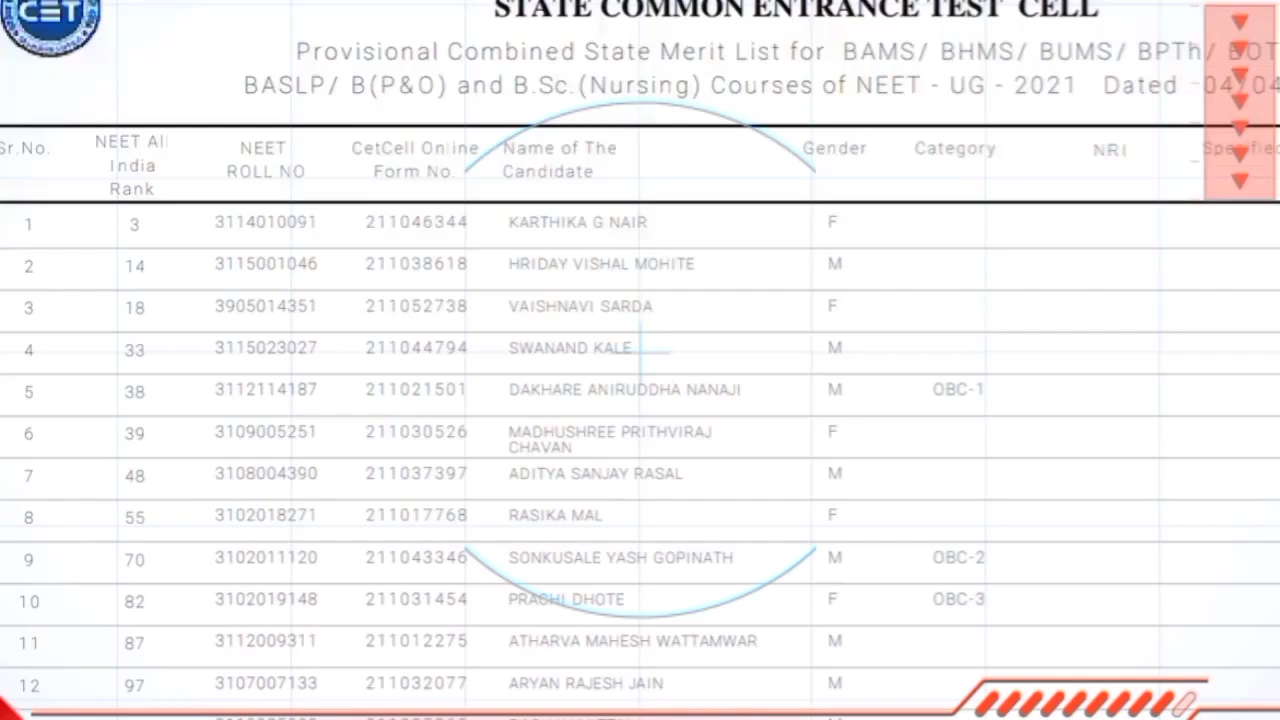 CET
STATE COMMON ENTRANCE TEST CELL
Provisional Combined State Merit List for BAMS/ BHMS/ BUMS/ BPTh/ BOT
BASLP/ B(P&O) and B.Sc.(Nursing) Courses of NEET - UG - 2021 Dated - 04/04
Sr.No. NEET All India Rank NEET ROLL NO CetCell Online Form No. Name of The Candidate Gender Category NRI Specified
1 3 3114010091 211046344 KARTHIKA G NAIR F
2 14 3115001046 211038618 HRIDAY VISHAL MOHITE M
3 18 3905014351 211052738 VAISHNAVI SARDA F
4 33 3115023027 211044794 SWANAND KALE M
5 38 3112114187 211021501 DAKHARE ANIRUDDHA NANAJI M OBC-1
6 39 3109005251 211030526 MADHUSHREE PRITHVIRAJ F
CHAVAN
7 48 3108004390 211037397 ADITYA SANJAY RASAL M
8 55 3102018271 211017768 RASIKA MAL F
9 70 3102011120 211043346 SONKUSALE YASH GOPINATH M OBC-2
10 82 3102019148 211031454 PRACHI DHOTE F OBC-3
11 87 3112009311 211012275 ATHARVA MAHESH WATTAMWAR M
12 97 3107007133 211032077 ARYAN RAJESH JAIN M